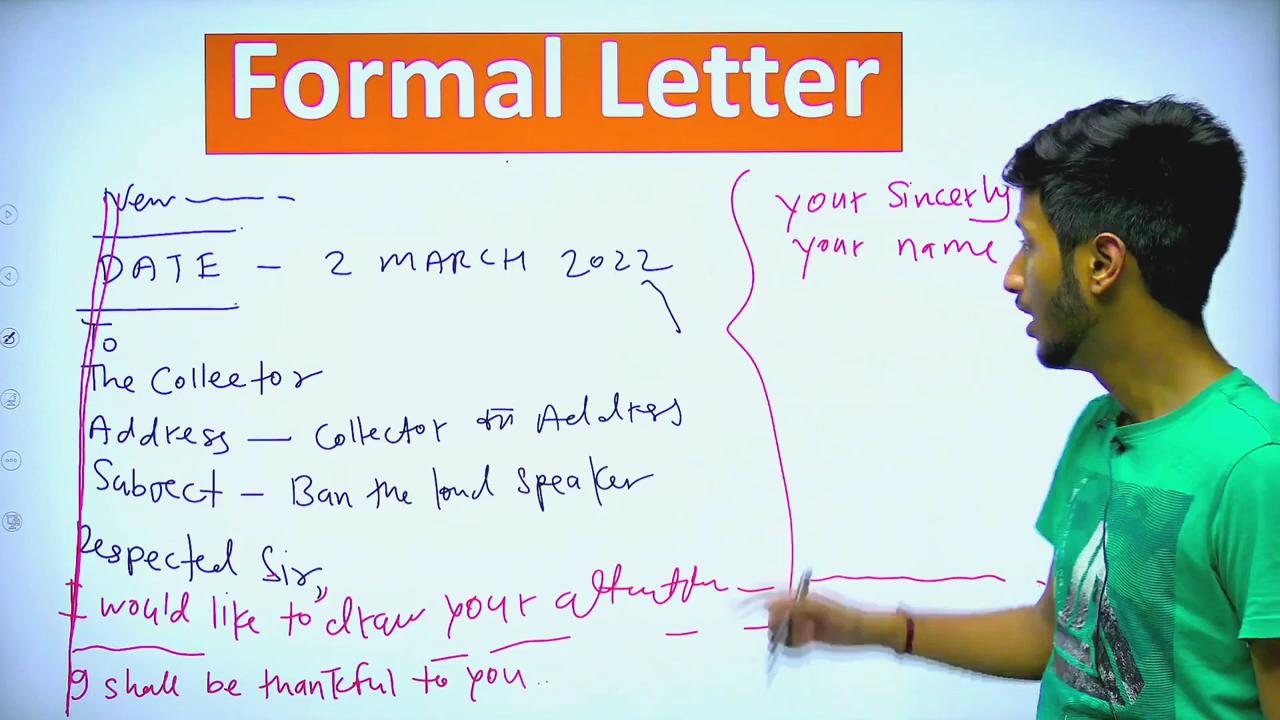 Formal Letter
New
DATE - 2 MARCH 2022
To
The Collector
Address - Collector Address
Subject - Ban the loud speaker
Respected Sir,
I would like to draw your attention
I shall be thankful to you..
your Sincerly
your name